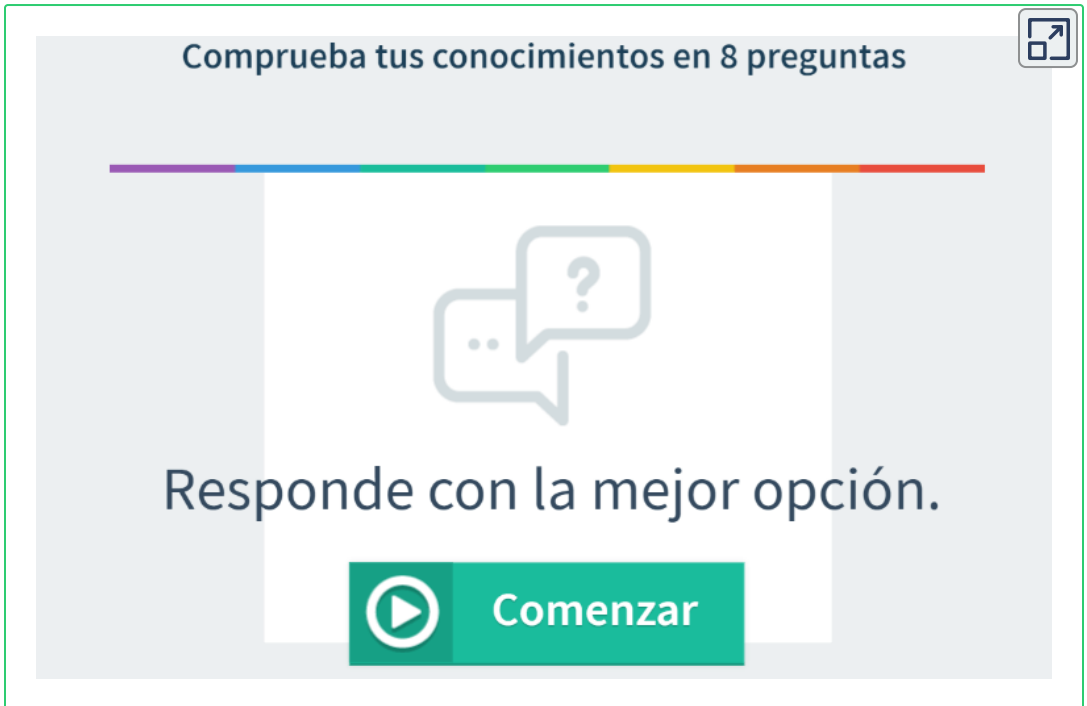 Comprueba tus conocimientos en 8 preguntas
?
Responde con la mejor opción.
Comenzar